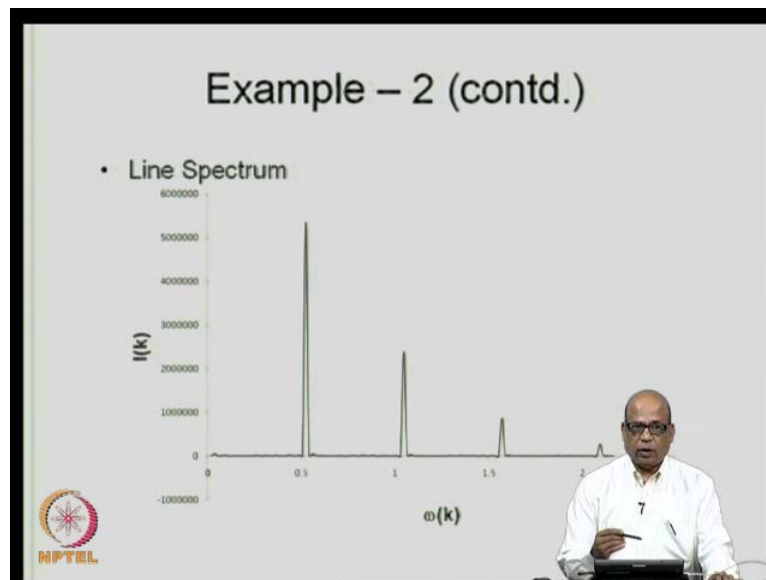 Example – 2 (contd.)
• Line Spectrum
6000000
5000000
4000000
3000000
2000000
1000000
0
-1000000
I(k)
0 0.5 1 1.5 2
ω(k)
7
NPTEL